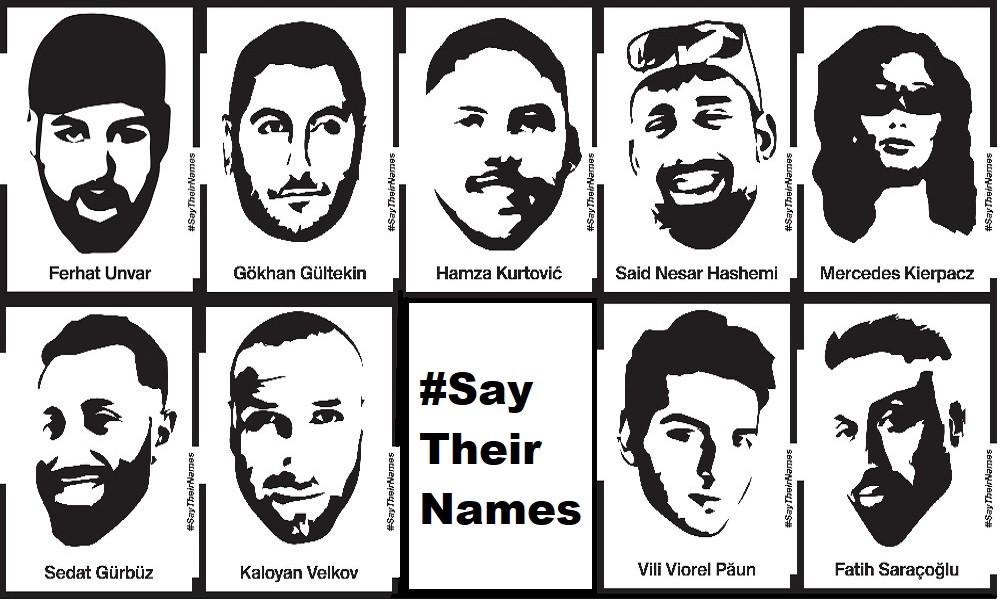 #SayTheirNames
Ferhat Unvar
#SayTheirNames
Gökhan Gültekin
Hamza Kurtović
#SayTheirNames
Said Nesar Hashemi
#SayTheirNames
Mercedes Kierpacz
#SayTheirNames
#SayTheirNames
Sedat Gürbüz
Kaloyan Velkov
#Say
Their
Names
#SayTheirNames
Vili Viorel Păun
#SayTheirNames
Fatih Saraçoğlu